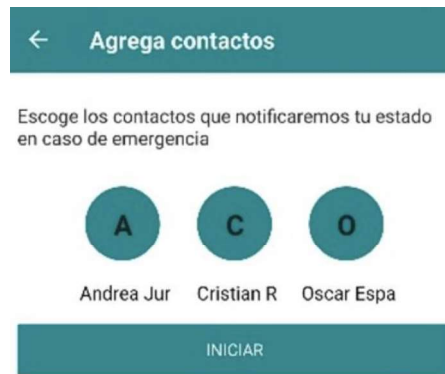 ← Agrega contactos
Escoge los contactos que notificaremos tu estado
en caso de emergencia
A C O
Andrea Jur Cristian R Oscar Espa
INICIAR